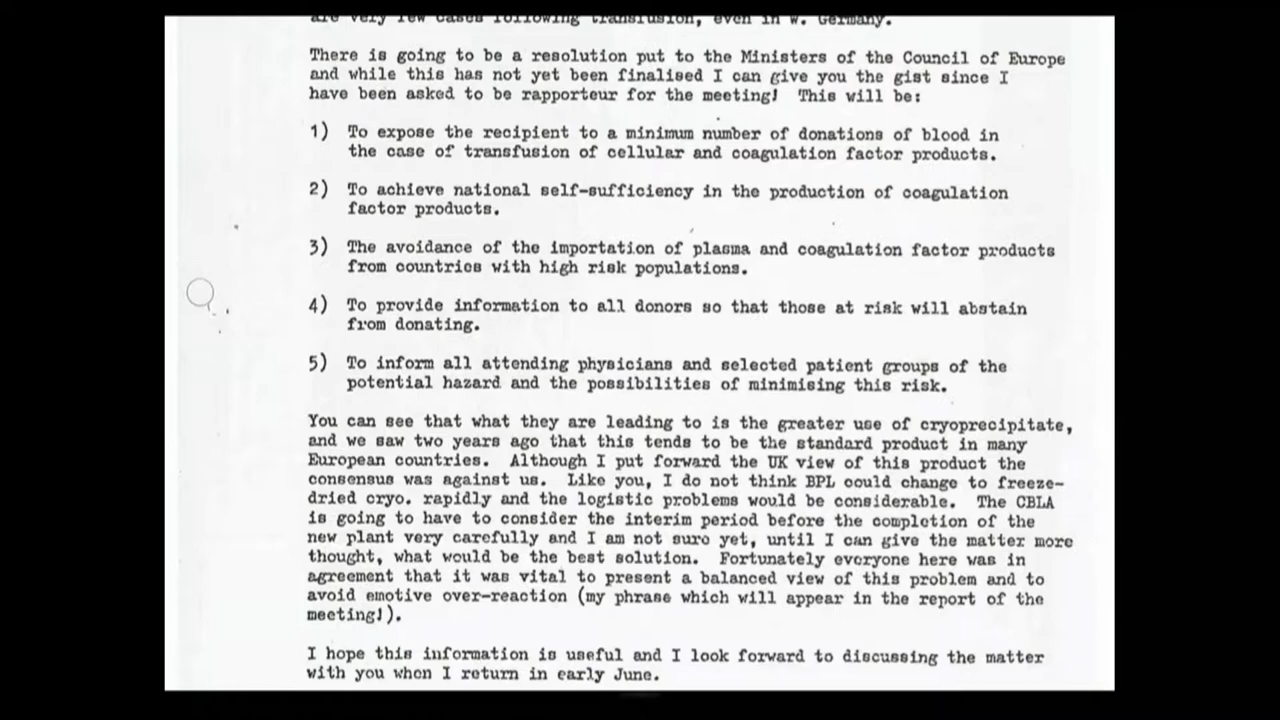 are very few cases following transfusion, even in W. Germany.
There is going to be a resolution put to the Ministers of the Council of Europe
and while this has not yet been finalised I can give you the gist since I
have been asked to be rapporteur for the meeting! This will be:
1) To expose the recipient to a minimum number of donations of blood in
the case of transfusion of cellular and coagulation factor products.
2) To achieve national self-sufficiency in the production of coagulation
factor products.
3) The avoidance of the importation of plasma and coagulation factor products
from countries with high risk populations.
4) To provide information to all donors so that those at risk will abstain
from donating.
5) To inform all attending physicians and selected patient groups of the
potential hazard and the possibilities of minimising this risk.
You can see that what they are leading to is the greater use of cryoprecipitate,
and we saw two years ago that this tends to be the standard product in many
European countries. Although I put forward the UK view of this product the
consensus was against us. Like you, I do not think BPL could change to freeze-
dried cryo. rapidly and the logistic problems would be considerable. The CBLA
is going to have to consider the interim period before the completion of the
new plant very carefully and I am not sure yet, until I can give the matter more
thought, what would be the best solution. Fortunately everyone here was in
agreement that it was vital to present a balanced view of this problem and to
avoid emotive over-reaction (my phrase which will appear in the report of the
meeting!).
I hope this information is useful and I look forward to discussing the matter
with you when I return in early June.